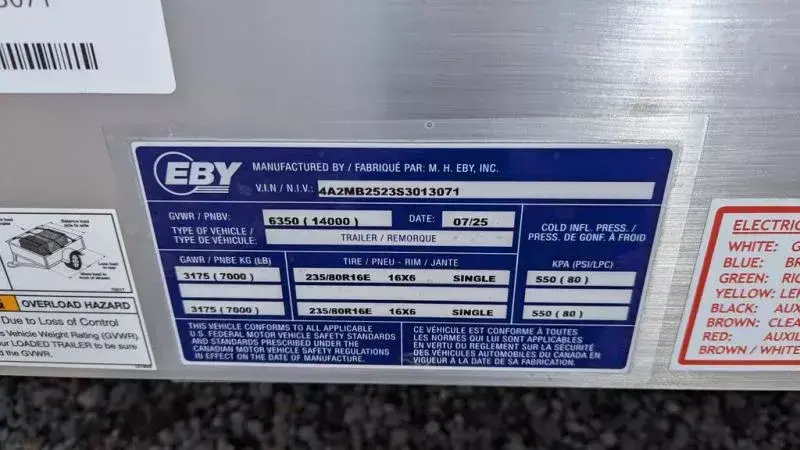 3071
EBY
MANUFACTURED BY / FABRIQUÉ PAR: M. H. EBY, INC.
V.I.N / N.I.V.: 4A2MB2523S3013071
GVWR / PNBV: 6350 ( 14000 ) DATE: 07/25
TYPE OF VEHICLE / TYPE DE VÉHICULE: TRAILER / REMORQUE
COLD INFL. PRESS. /
PRESS. DE GONF. À FROID
GAWR / PNBE KG (LB) TIRE / PNEU - RIM / JANTE KPA (PSI/LPC)
3175 ( 7000 ) 235/80R16E 16X6 SINGLE 550 ( 80 )
3175 ( 7000 ) 235/80R16E 16X6 SINGLE 550 ( 80 )
THIS VEHICLE CONFORMS TO ALL APPLICABLE
U.S. FEDERAL MOTOR VEHICLE SAFETY STANDARDS
AND STANDARDS PRESCRIBED UNDER THE
CANADIAN MOTOR VEHICLE SAFETY REGULATIONS
IN EFFECT ON THE DATE OF MANUFACTURE.
CE VÉHICULE EST CONFORME À TOUTES
LES NORMES QUI LUI SONT APPLICABLES
EN VERTU DU RÈGLEMENT SUR LA SÉCURITÉ
DES VÉHICULES AUTOMOBILES DU CANADA EN
VIGUEUR À LA DATE DE SA FABRICATION.
OVERLOAD HAZARD
Due to Loss of Control
Vehicle Weight Rating (GVWR)
LOADED TRAILER to be sure
the GVWR.
ELECTRIC
WHITE: G
BLUE: BR
GREEN: RIG
YELLOW: LE
BLACK: AUX
BROWN: CLEA
RED: AUXIL
BROWN / WHITE